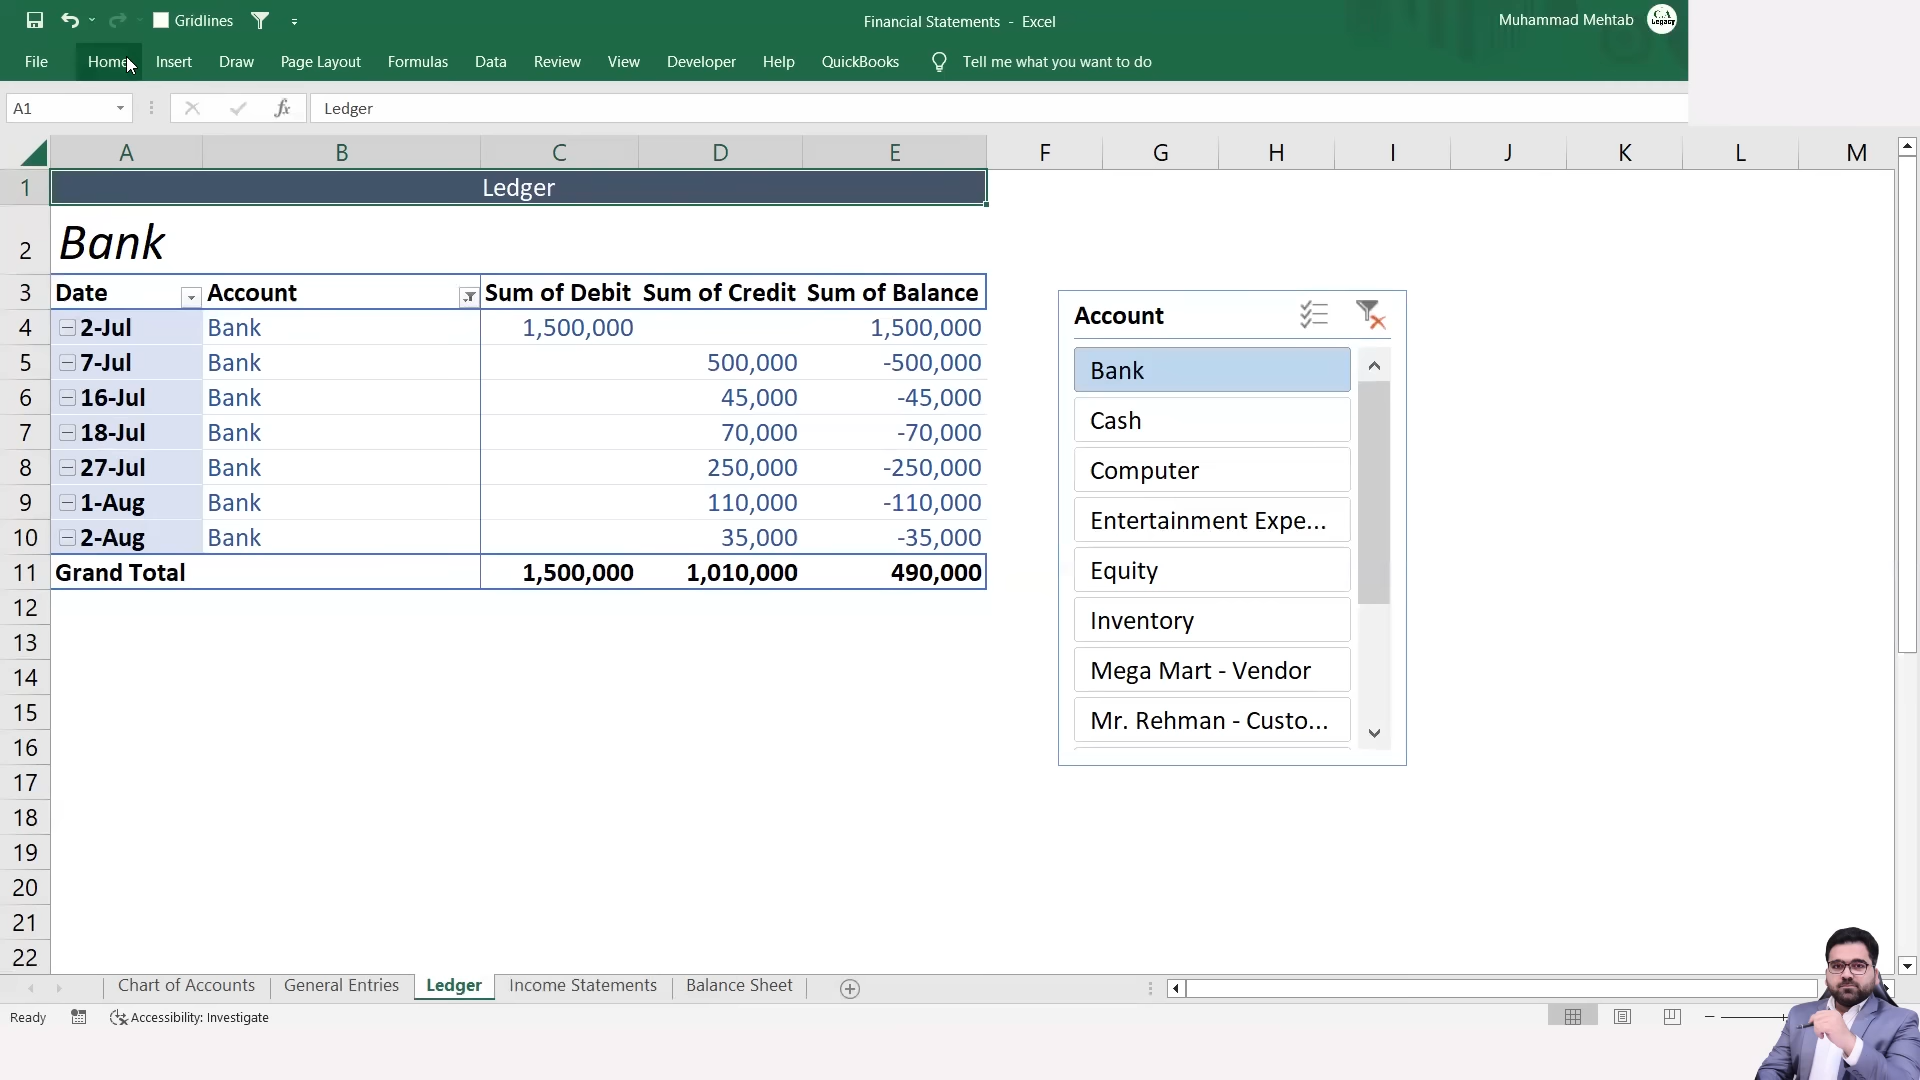 Gridlines
Financial Statements - Excel
Muhammad Mehtab
C.A
Legacy
File Home Insert Draw Page Layout Formulas Data Review View Developer Help QuickBooks Tell me what you want to do
A1 fx Ledger
A B C D E F G H I J K L M
1 Ledger
2 Bank
3 Date Account Sum of Debit Sum of Credit Sum of Balance
4 2-Jul Bank 1,500,000 1,500,000
5 7-Jul Bank 500,000 -500,000
6 16-Jul Bank 45,000 -45,000
7 18-Jul Bank 70,000 -70,000
8 27-Jul Bank 250,000 -250,000
9 1-Aug Bank 110,000 -110,000
10 2-Aug Bank 35,000 -35,000
11 Grand Total 1,500,000 1,010,000 490,000
12
13
14
15
16
17
18
19
20
21
22
Account
Bank
Cash
Computer
Entertainment Expe...
Equity
Inventory
Mega Mart - Vendor
Mr. Rehman - Custo...
Chart of Accounts General Entries Ledger Income Statements Balance Sheet
Ready Accessibility: Investigate